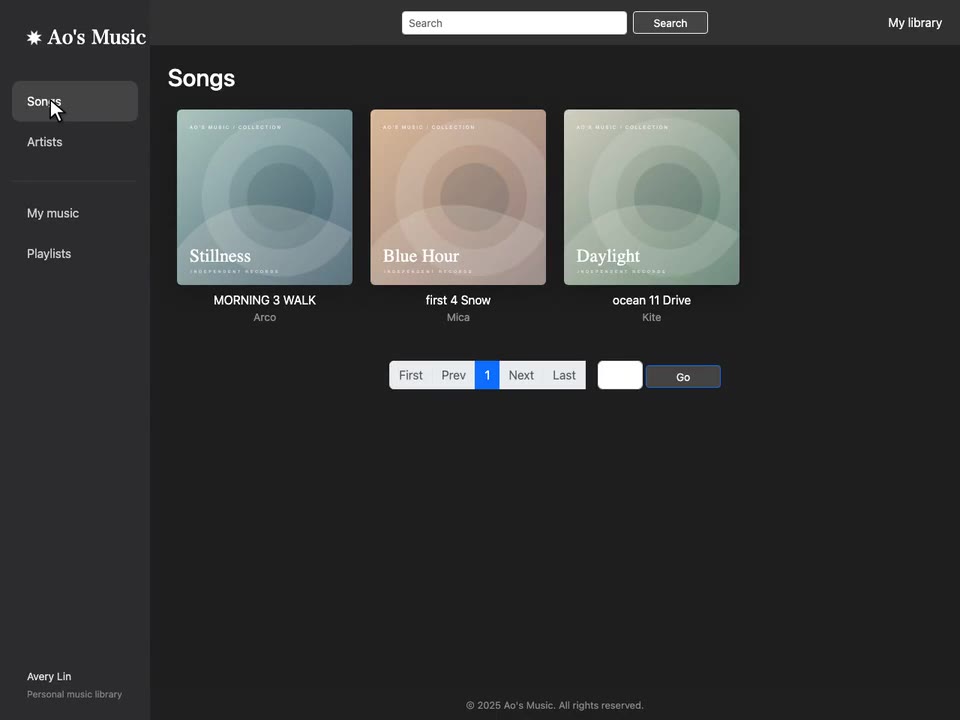 Ao's Music
Search
Search
My library
Songs
Artists
My music
Playlists
Avery Lin
Personal music library
Songs
AO'S MUSIC / COLLECTION
Stillness
INDEPENDENT RECORDS
MORNING 3 WALK
Arco
AO'S MUSIC / COLLECTION
Blue Hour
INDEPENDENT RECORDS
first 4 Snow
Mica
AO'S MUSIC / COLLECTION
Daylight
INDEPENDENT RECORDS
ocean 11 Drive
Kite
First Prev 1 Next Last Go
© 2025 Ao's Music. All rights reserved.